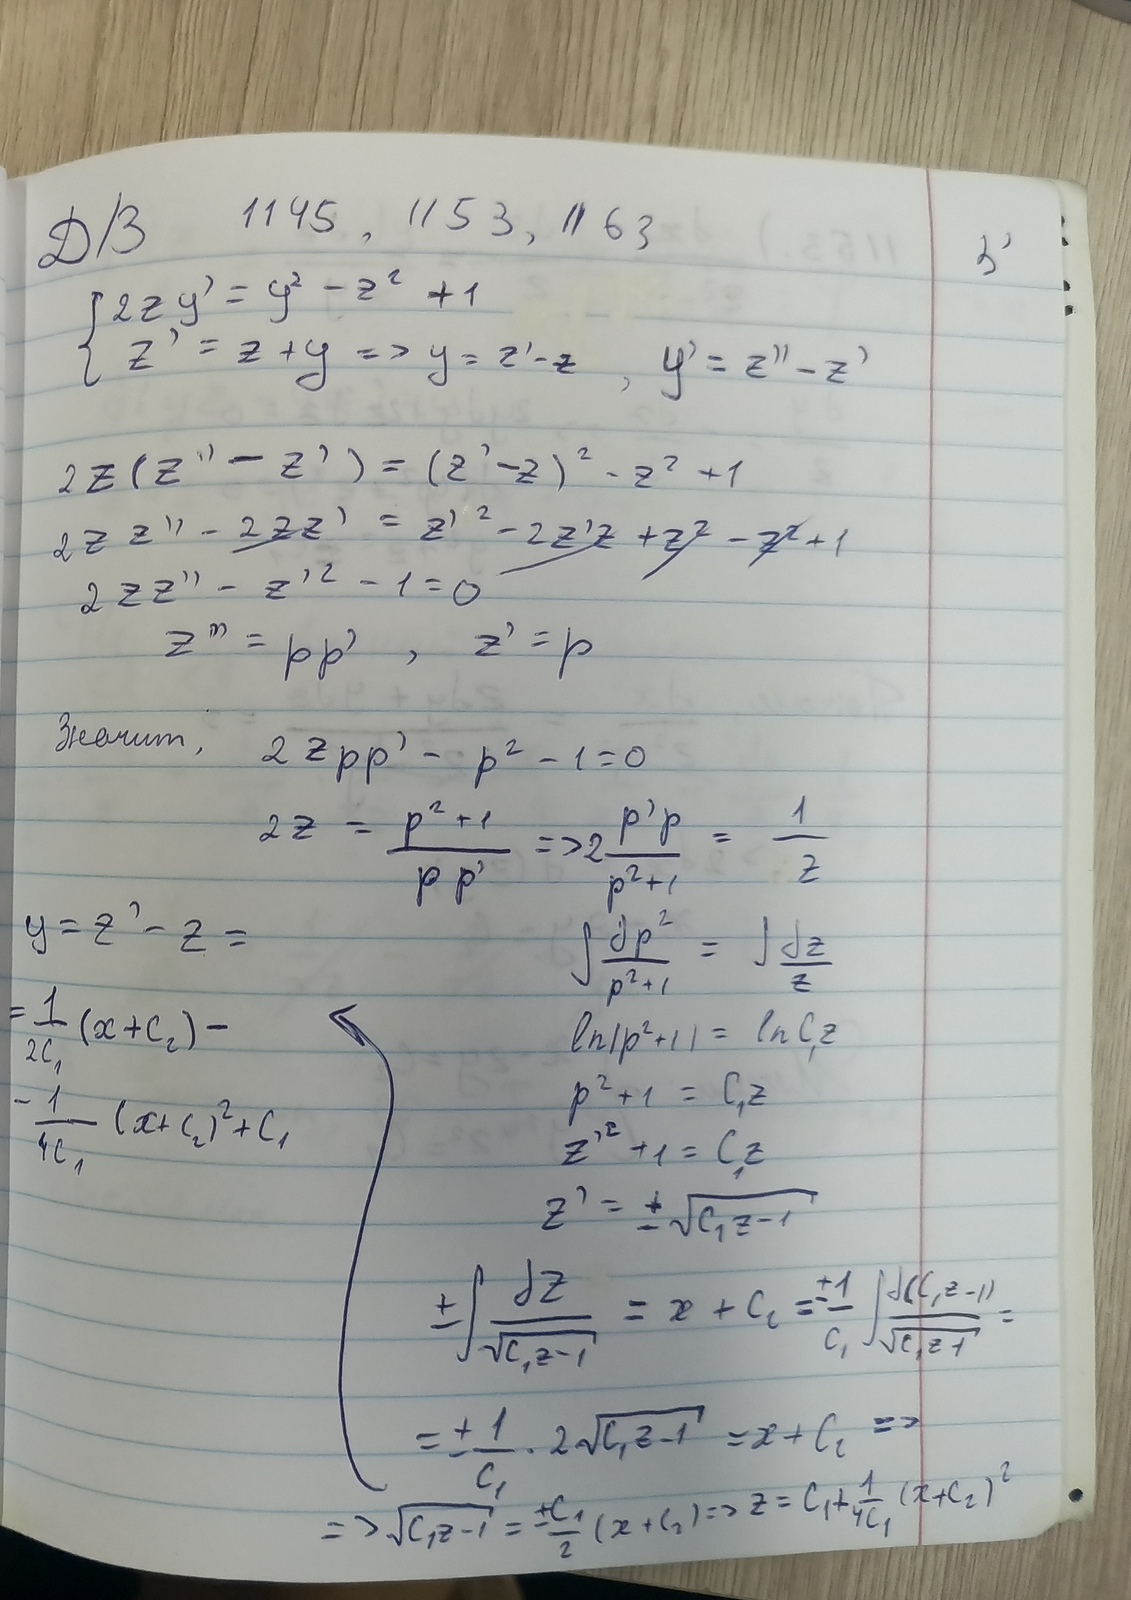 Д/З 1145, 1153, 1163
3'
{2zy' = y² - z² + 1
z' = z + y => y = z' - z , y' = z'' - z'
2z(z'' - z') = (z' - z)² - z² + 1
2zz'' - 2zz' = z'² - 2z'z + z² - z² + 1
2zz'' - z'² - 1 = 0
z''' = pp' , z' = p
Значит, 2zpp' - p² - 1 = 0
2z = (p² + 1)/(pp') => 2 p'p/(p² + 1) = 1/z
∫ dp²/(p² + 1) = ∫ dz/z
ln|p² + 1| = ln C₁z
p² + 1 = C₁z
z'² + 1 = C₁z
z' = ± √(C₁z - 1)
± ∫ dz/√(C₁z - 1) = x + C₂ = ± 1/C₁ ∫ d(C₁z - 1)/√(C₁z - 1) =
= ± 1/C₁ · 2√(C₁z - 1) = x + C₂ =>
=> √(C₁z - 1) = ± C₁/2 (x + C₂) => z = C₁ + 1/4C₁ (x + C₂)²
y = z' - z =
= 1/2C₁ (x + C₂) -
- 1/4C₁ (x + C₂)² + C₁